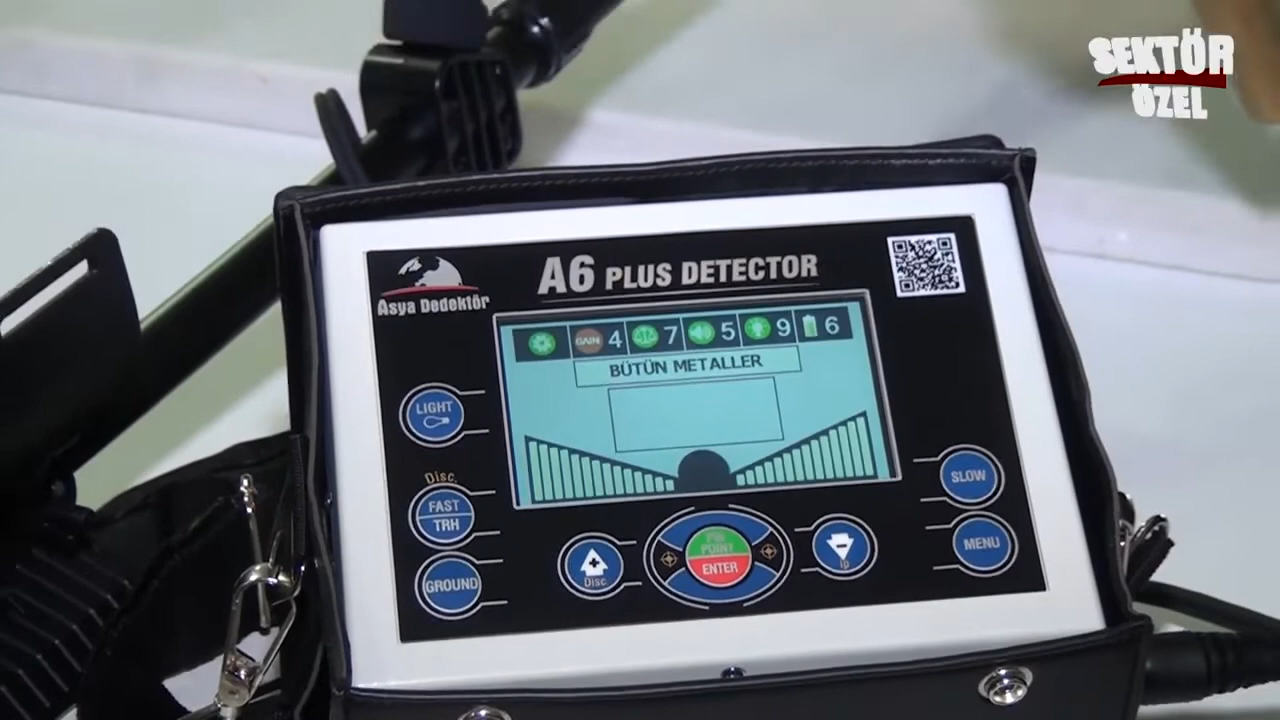 SEKTÖR
ÖZEL
Asya Dedektör
A6 PLUS DETECTOR
GAIN 4 7 5 9 6
BÜTÜN METALLER
LIGHT
Disc.
FAST
TRH
GROUND
Disc
PIN
POINT
ENTER
ip
SLOW
MENU